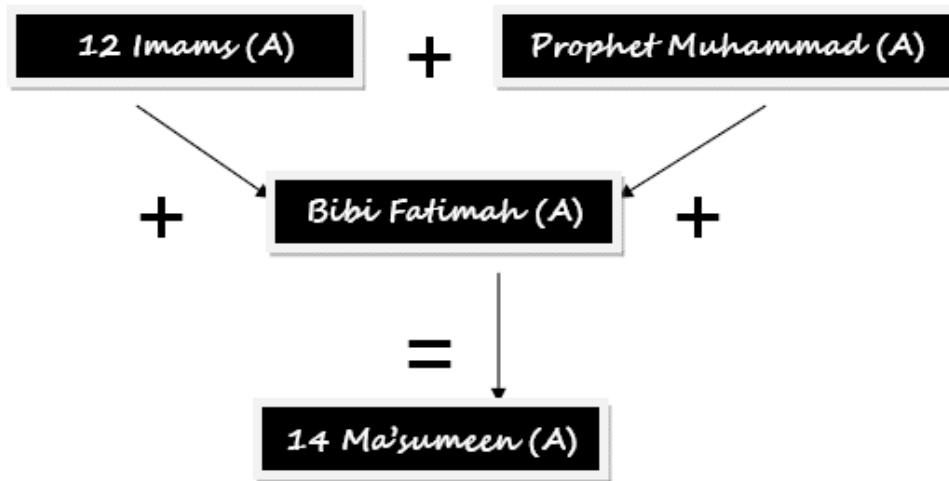 12 Imams (A) + Prophet Muhammad (A)
+ Bibi Fatimah (A) +
=
14 Ma'sumeen (A)